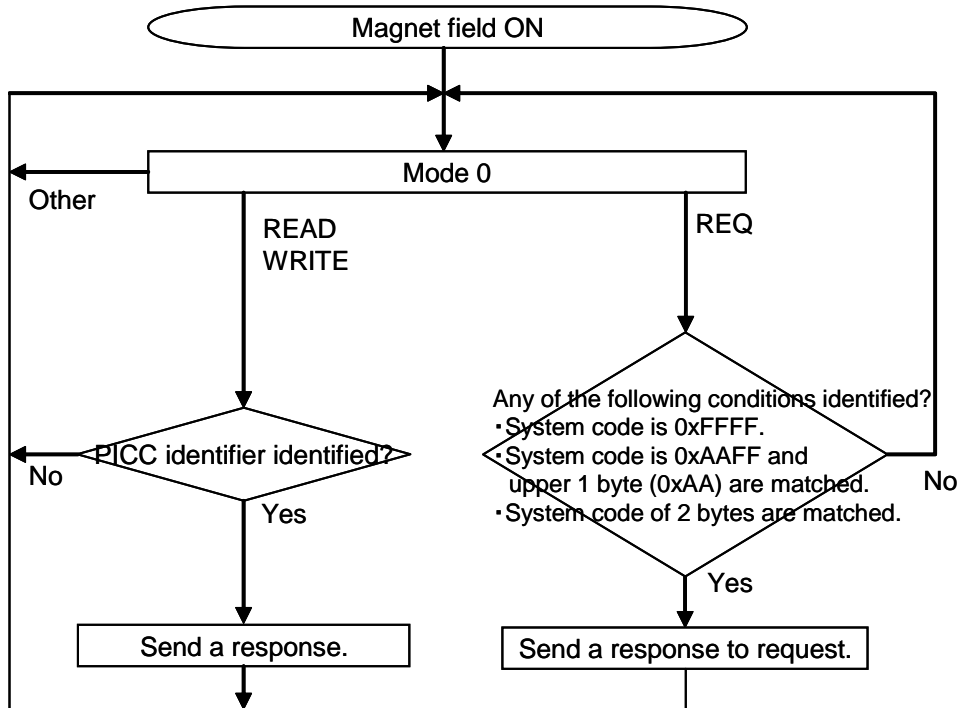 Magnet field ON
Mode 0
Other
READ
WRITE
REQ
Any of the following conditions identified?
・System code is 0xFFFF.
・System code is 0xAAFF and
upper 1 byte (0xAA) are matched.
・System code of 2 bytes are matched.
PICC identifier identified?
No
No
Yes
Yes
Send a response.
Send a response to request.